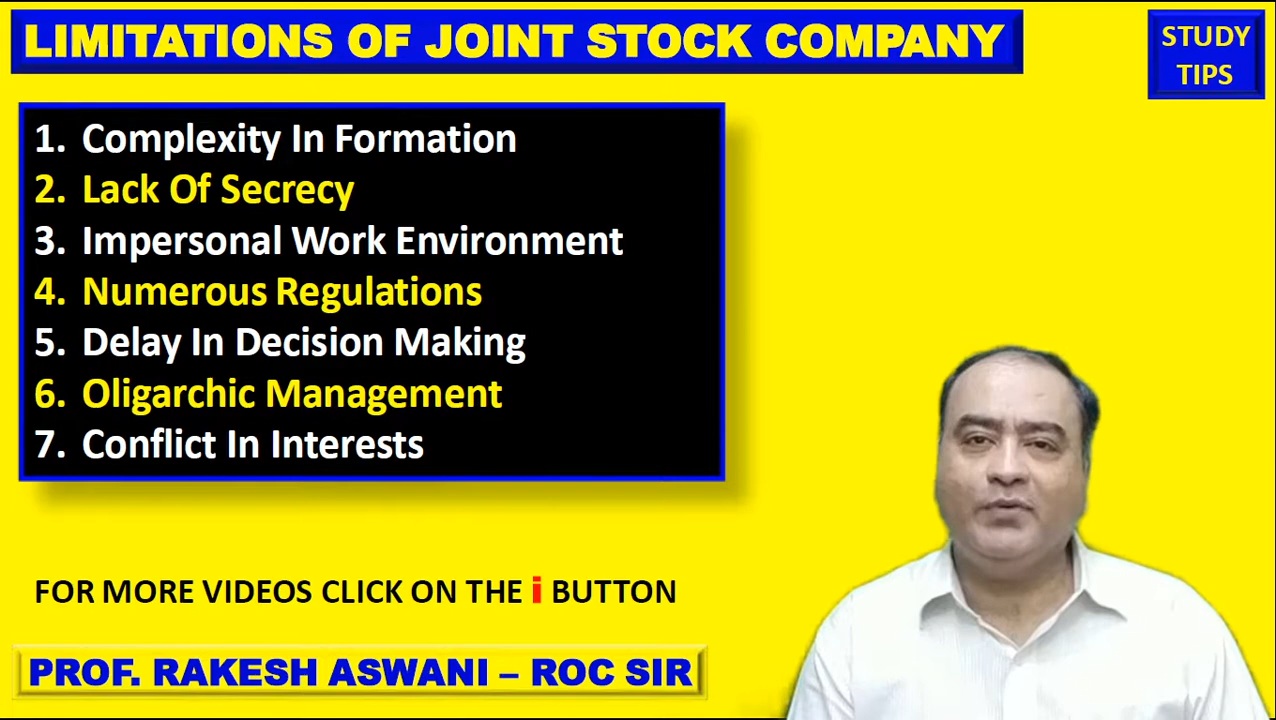 LIMITATIONS OF JOINT STOCK COMPANY
STUDY
TIPS
1. Complexity In Formation
2. Lack Of Secrecy
3. Impersonal Work Environment
4. Numerous Regulations
5. Delay In Decision Making
6. Oligarchic Management
7. Conflict In Interests
FOR MORE VIDEOS CLICK ON THE i BUTTON
PROF. RAKESH ASWANI – ROC SIR